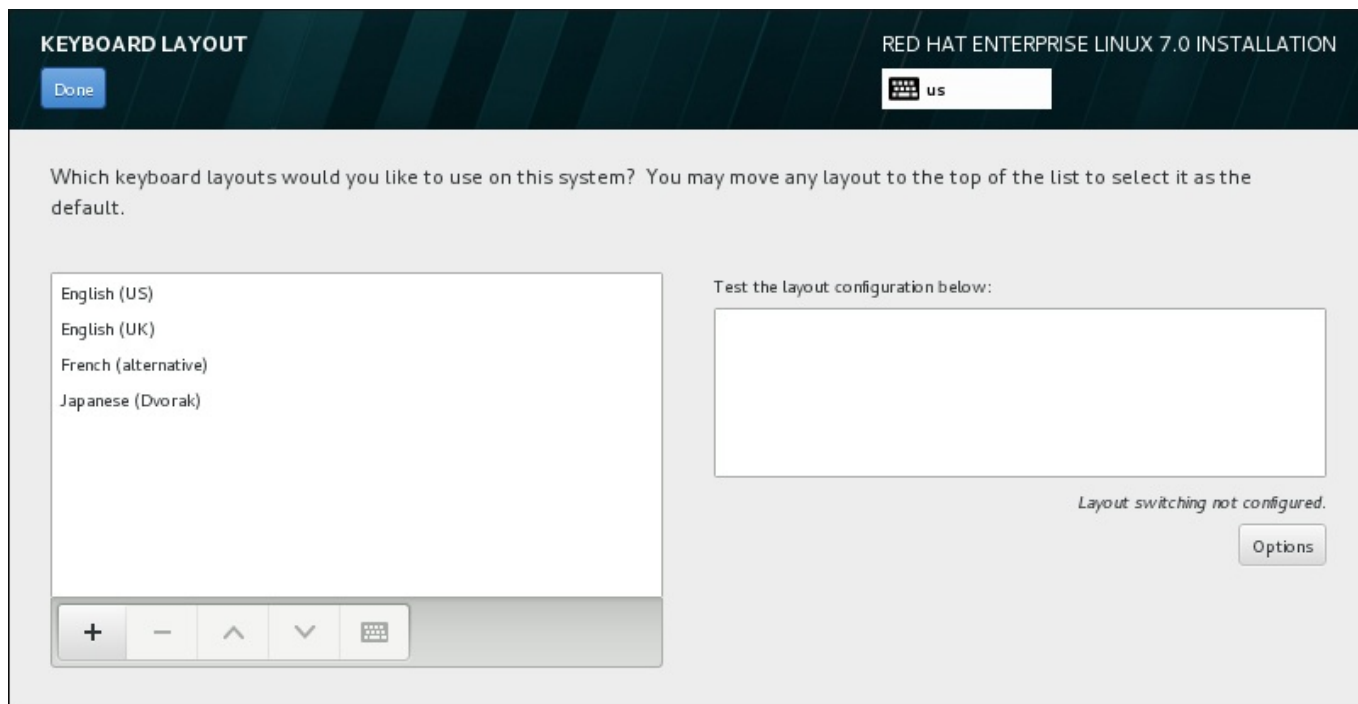 KEYBOARD LAYOUT
RED HAT ENTERPRISE LINUX 7.0 INSTALLATION
Done
us
Which keyboard layouts would you like to use on this system? You may move any layout to the top of the list to select it as the
default.
English (US)
English (UK)
French (alternative)
Japanese (Dvorak)
Test the layout configuration below:
Layout switching not configured.
Options